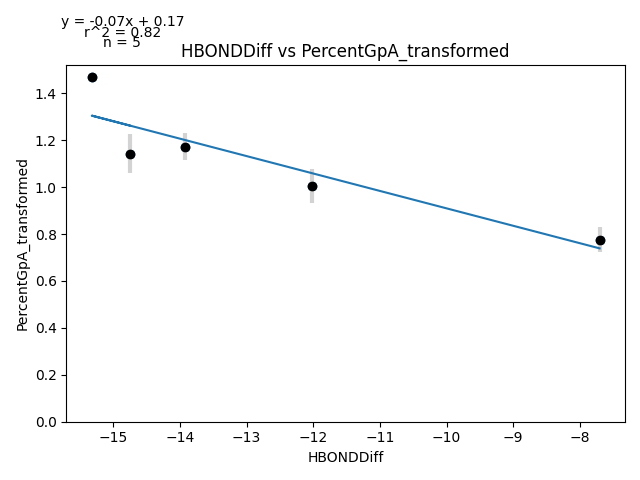 y = -0.07x + 0.17
r^2 = 0.82
n = 5
HBONDDiff vs PercentGpA_transformed
PercentGpA_transformed
1.4
1.2
1.0
0.8
0.6
0.4
0.2
0.0
−15 −14 −13 −12 −11 −10 −9 −8
HBONDDiff